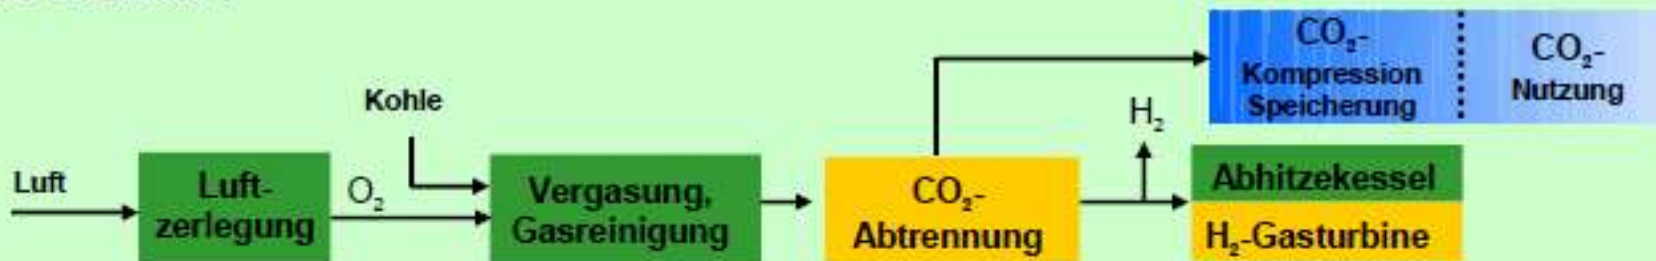 Luft
Luft-
zerlegung
O₂
Kohle
Vergasung,
Gasreinigung
CO₂-
Abtrennung
CO₂-
Kompression
Speicherung
CO₂-
Nutzung
H₂
Abhitzekessel
H₂-Gasturbine